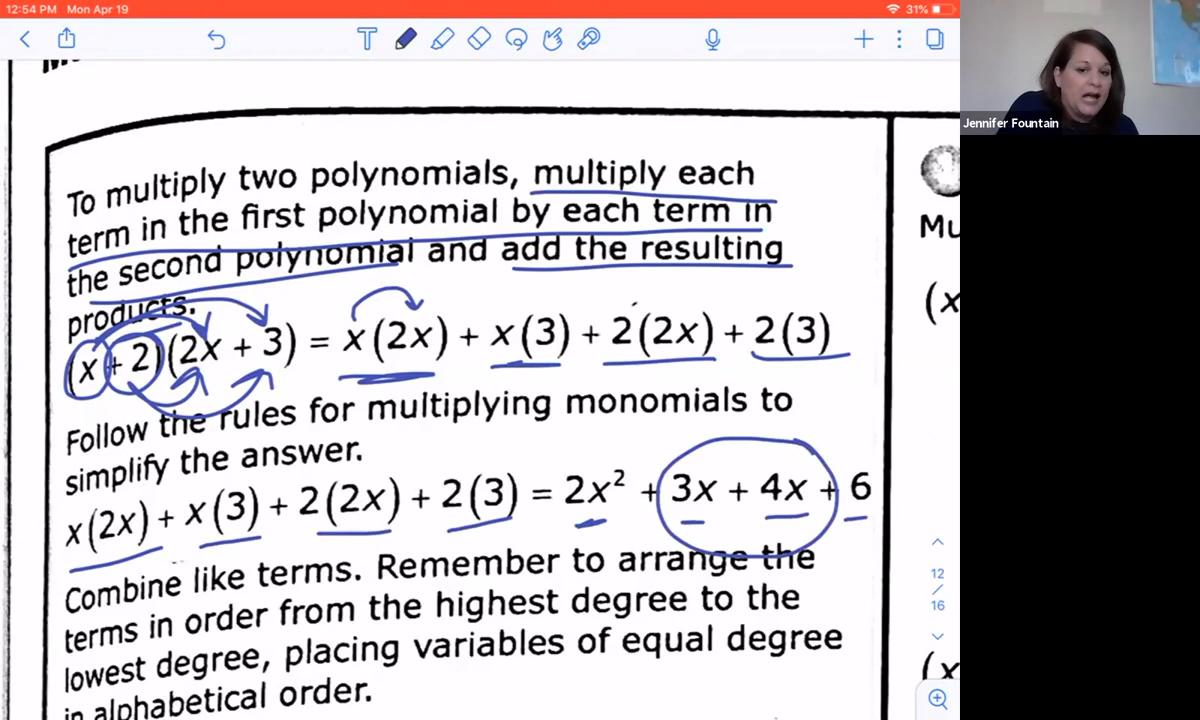 12:54 PM Mon Apr 19
31%
Jennifer Fountain
To multiply two polynomials, multiply each
term in the first polynomial by each term in
the second polynomial and add the resulting
products.
(x + 2)(2x + 3) = x(2x) + x(3) + 2(2x) + 2(3)
Follow the rules for multiplying monomials to
simplify the answer.
x(2x) + x(3) + 2(2x) + 2(3) = 2x² + 3x + 4x + 6
Combine like terms. Remember to arrange the
terms in order from the highest degree to the
lowest degree, placing variables of equal degree
in alphabetical order.
Mu
(x
12
/
16
(x